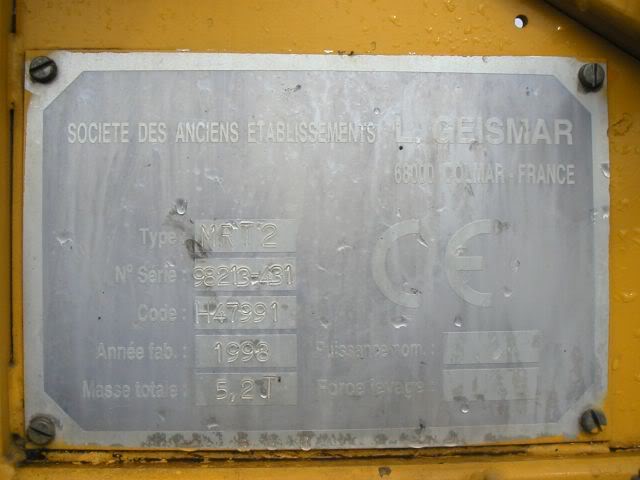 SOCIETE DES ANCIENS ETABLISSEMENTS L. GEISMAR
68000 COLMAR - FRANCE
Type : MRT 2
N° Série : 98213-431
Code : H47991
CE
Année fab. : 1998 Puissance nom. :
Masse totale : 5,2T Force levage :